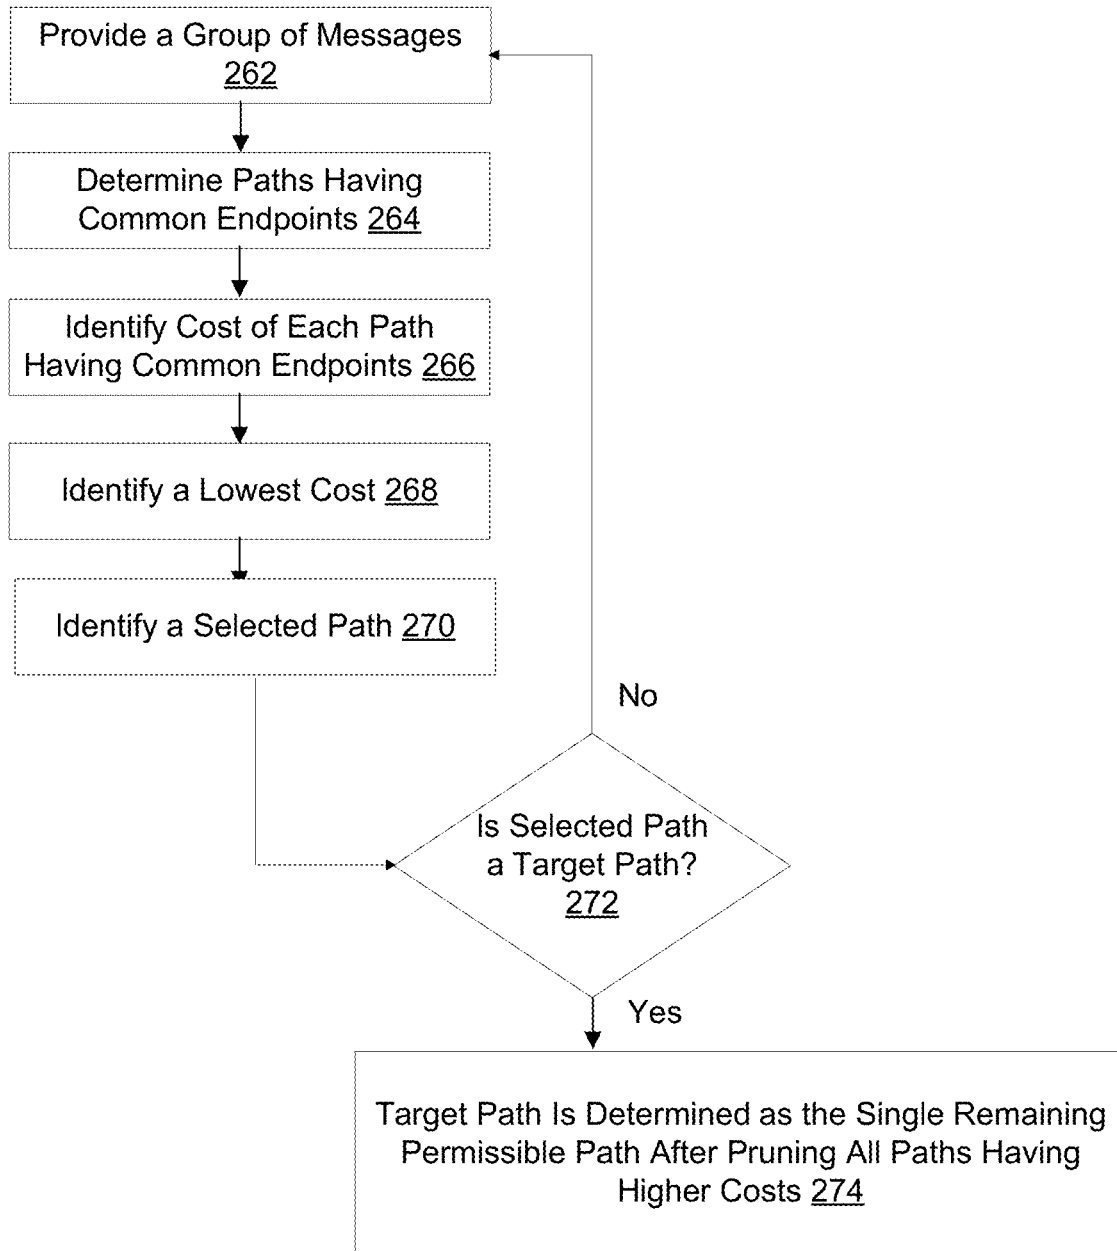 Provide a Group of Messages
262
Determine Paths Having
Common Endpoints 264
Identify Cost of Each Path
Having Common Endpoints 266
Identify a Lowest Cost 268
Identify a Selected Path 270
No
Is Selected Path
a Target Path?
272
Yes
Target Path Is Determined as the Single Remaining
Permissible Path After Pruning All Paths Having
Higher Costs 274